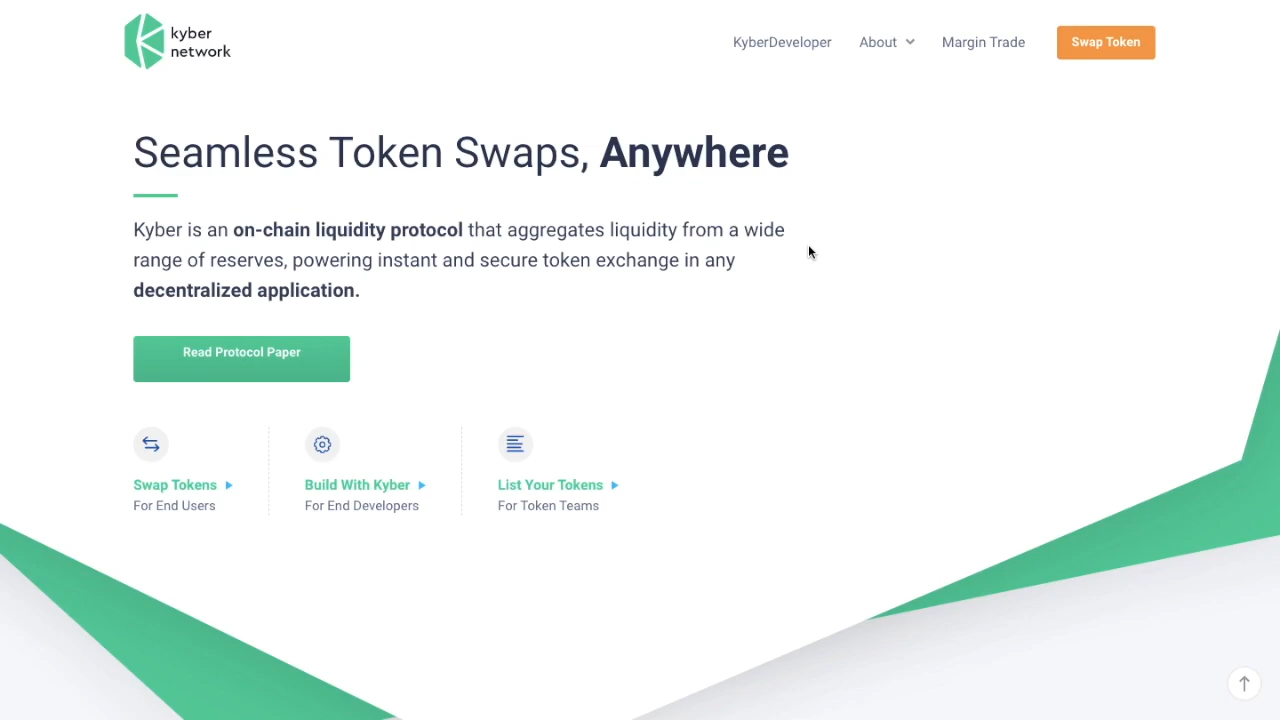 kyber
network
KyberDeveloper
About
Margin Trade
Swap Token
Seamless Token Swaps, Anywhere
Kyber is an on-chain liquidity protocol that aggregates liquidity from a wide
range of reserves, powering instant and secure token exchange in any
decentralized application.
Read Protocol Paper
Swap Tokens
For End Users
Build With Kyber
For End Developers
List Your Tokens
For Token Teams